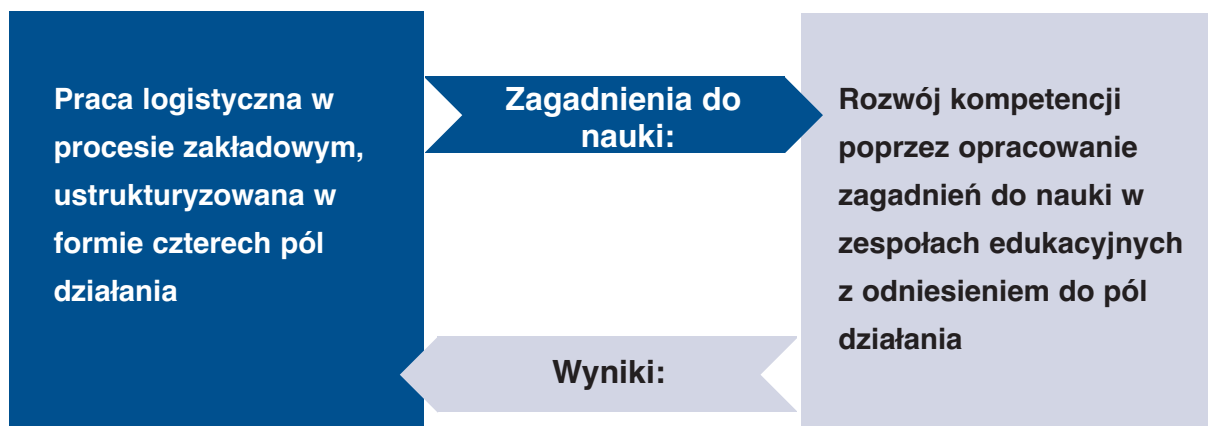 Praca logistyczna w
procesie zakładowym,
ustrukturyzowana w
formie czterech pól
działania
Zagadnienia do
nauki:
Rozwój kompetencji
poprzez opracowanie
zagadnień do nauki w
zespołach edukacyjnych
z odniesieniem do pól
działania
Wyniki: